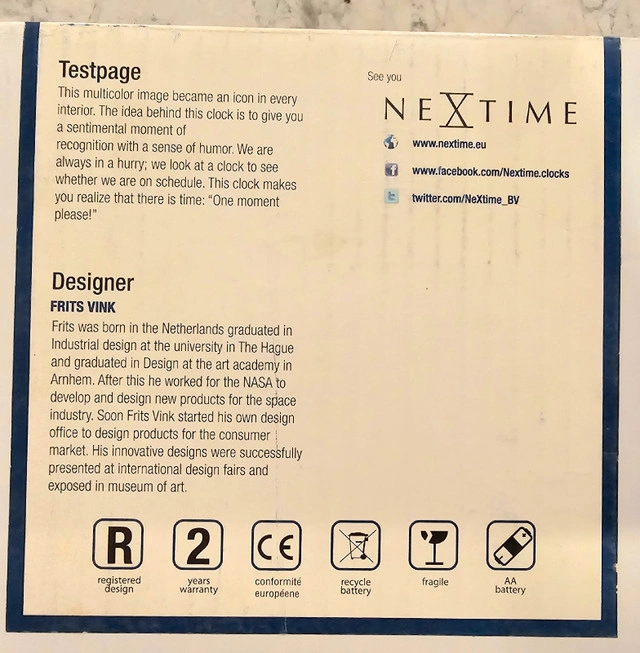 Testpage
This multicolor image became an icon in every
interior. The idea behind this clock is to give you
a sentimental moment of
recognition with a sense of humor. We are
always in a hurry; we look at a clock to see
whether we are on schedule. This clock makes
you realize that there is time: “One moment
please!”
See you
NEXTIME
www.nextime.eu
www.facebook.com/Nextime.clocks
twitter.com/NeXtime_BV
Designer
FRITS VINK
Frits was born in the Netherlands graduated in
Industrial design at the university in The Hague
and graduated in Design at the art academy in
Arnhem. After this he worked for the NASA to
develop and design new products for the space
industry. Soon Frits Vink started his own design
office to design products for the consumer
market. His innovative designs were successfully
presented at international design fairs and
exposed in museum of art.
R
registered
design
2
years
warranty
CE
conformité
européene
recycle
battery
fragile
AA
battery